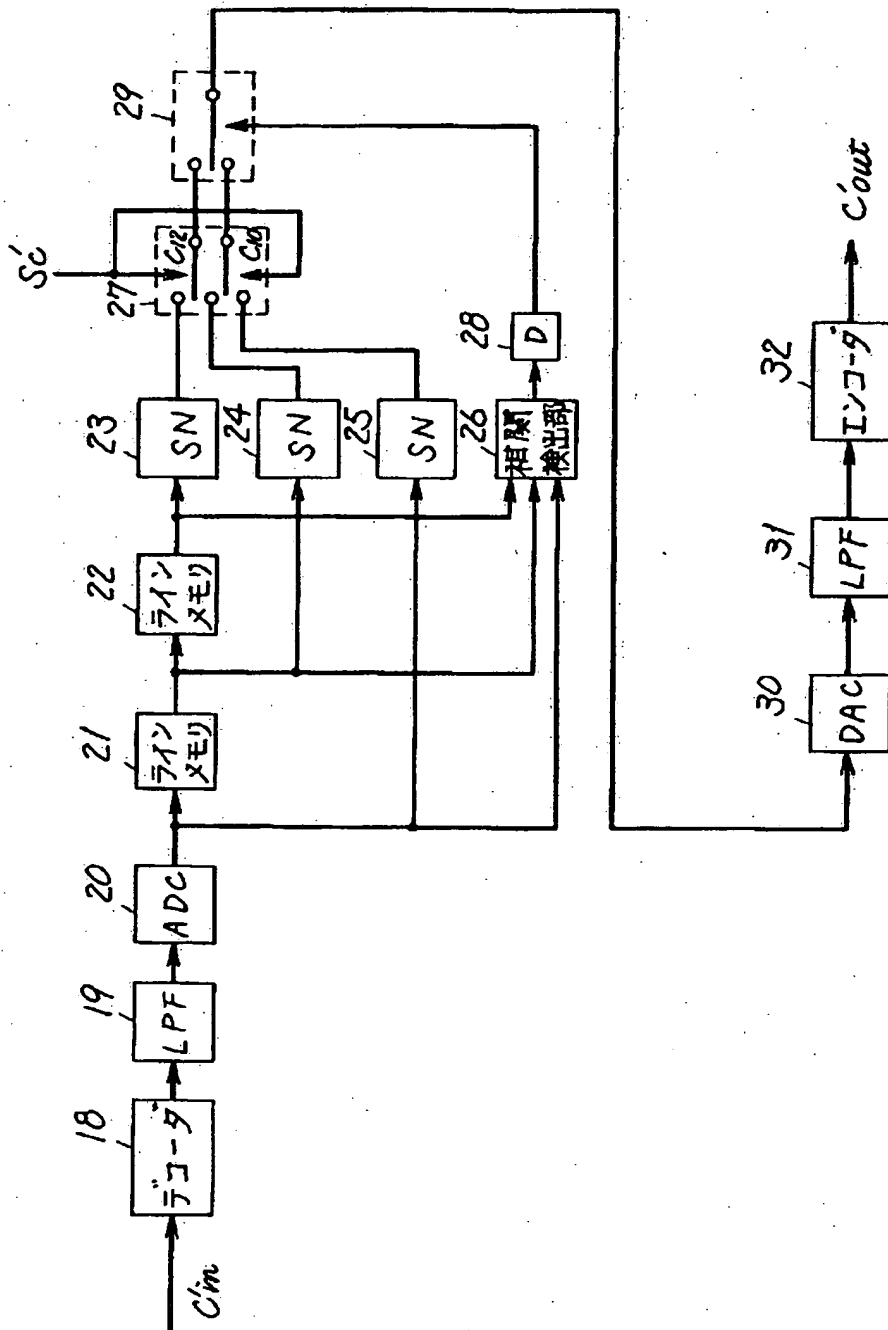 C'in
18
デコーダ
19
LPF
20
ADC
21
ライン
メモリ
22
ライン
メモリ
23
SN
24
SN
25
SN
26
相関
検出部
27
S'c
C12
C10
28
D
29
30
DAC
31
LPF
32
エンコーダ
C'out